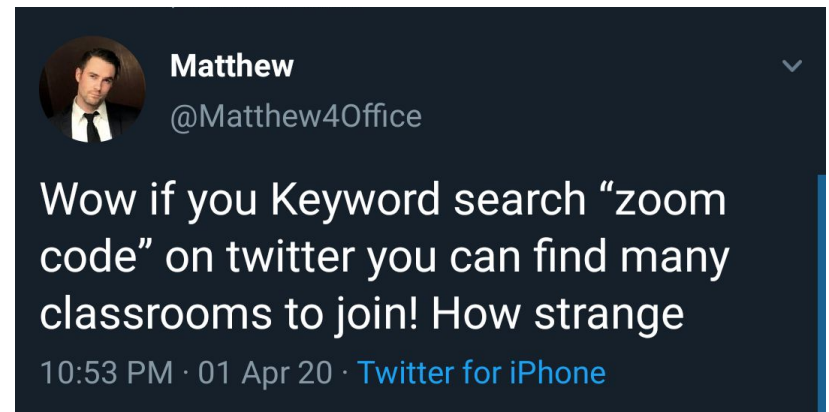 Matthew
@Matthew4Office
Wow if you Keyword search “zoom
code” on twitter you can find many
classrooms to join! How strange
10:53 PM · 01 Apr 20 · Twitter for iPhone